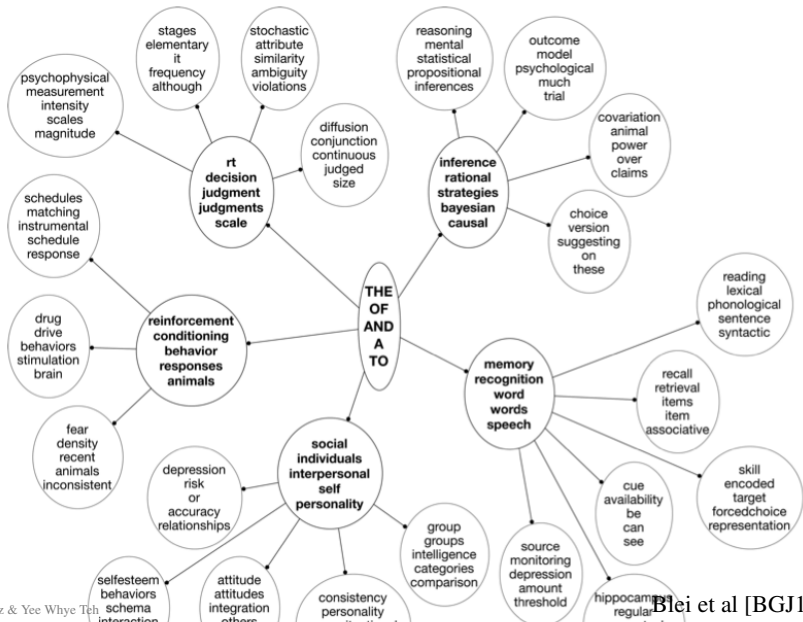 stages
elementary
it
frequency
although
stochastic
attribute
similarity
ambiguity
violations
reasoning
mental
statistical
propositional
inferences
outcome
model
psychological
much
trial
psychophysical
measurement
intensity
scales
magnitude
diffusion
conjunction
continuous
judged
size
covariation
animal
power
over
claims
rt
decision
judgment
judgments
scale
inference
rational
strategies
bayesian
causal
schedules
matching
instrumental
schedule
response
choice
version
suggesting
on
these
THE
OF
AND
A
TO
reading
lexical
phonological
sentence
syntactic
drug
drive
behaviors
stimulation
brain
reinforcement
conditioning
behavior
responses
animals
memory
recognition
word
words
speech
recall
retrieval
items
item
associative
fear
density
recent
animals
inconsistent
social
individuals
interpersonal
self
personality
depression
risk
or
accuracy
relationships
cue
availability
be
can
see
skill
encoded
target
forcedchoice
representation
group
groups
intelligence
categories
comparison
source
monitoring
depression
amount
threshold
selfesteem
behaviors
schema
interaction
attitude
attitudes
integration
others
consistency
personality
hippocampus
regular
z & Yee Whye Teh
Blei et al [BGJ1